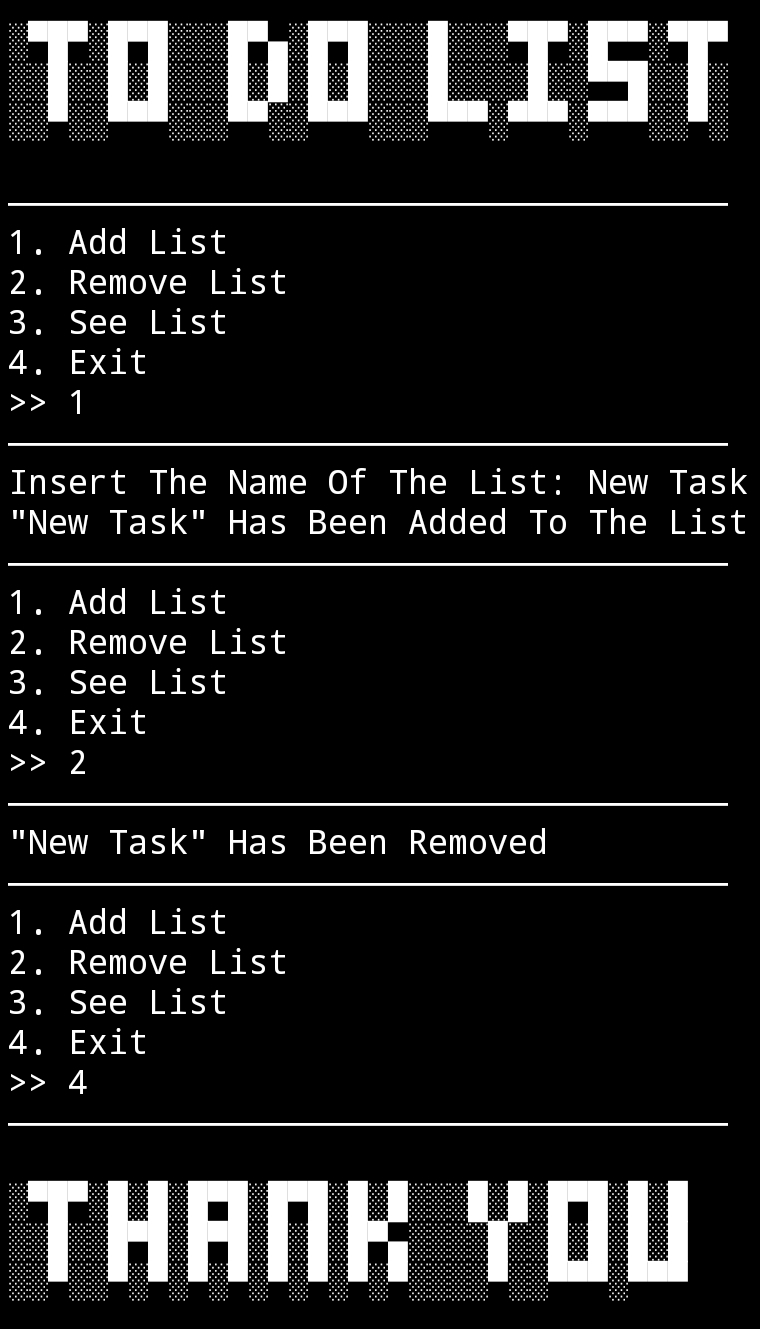 TO DO LIST
1. Add List
2. Remove List
3. See List
4. Exit
>> 1
Insert The Name Of The List: New Task
"New Task" Has Been Added To The List
1. Add List
2. Remove List
3. See List
4. Exit
>> 2
"New Task" Has Been Removed
1. Add List
2. Remove List
3. See List
4. Exit
>> 4
THANK YOU